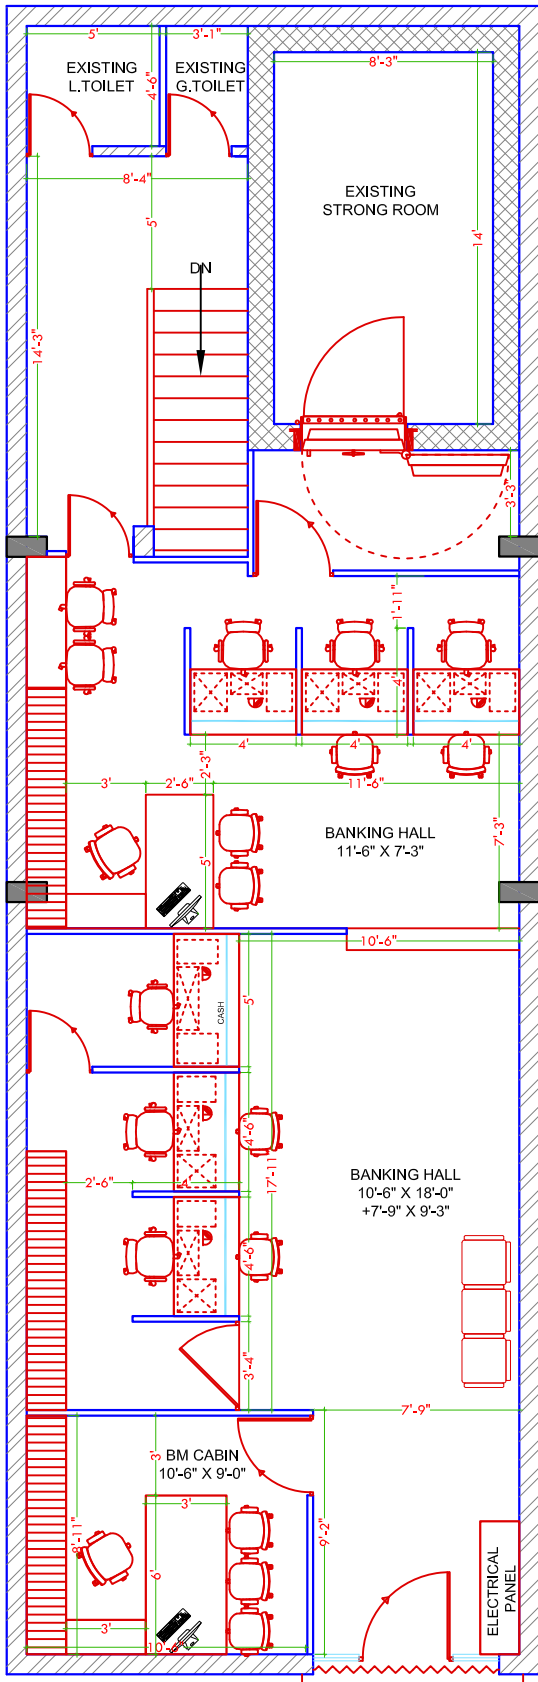 5'
3'-1"
EXISTING
L.TOILET
EXISTING
G.TOILET
4'-6"
8'-3"
8'-4"
5'
EXISTING
STRONG ROOM
14'
DN
14'-3"
3'-3"
1'-11"
4'
4'
4'
4'
2'-3"
3'
2'-6"
11'-6"
5'
BANKING HALL
11'-6" X 7'-3"
7'-3"
10'-6"
CASH
5'
4'-6"
17'-11
2'-6"
4'
BANKING HALL
10'-6" X 18'-0"
+7'-9" X 9'-3"
4'-6"
3'-4"
7'-9"
BM CABIN
10'-6" X 9'-0"
3'
3'
8'-11"
9'-2"
6'
3'
ELECTRICAL
PANEL